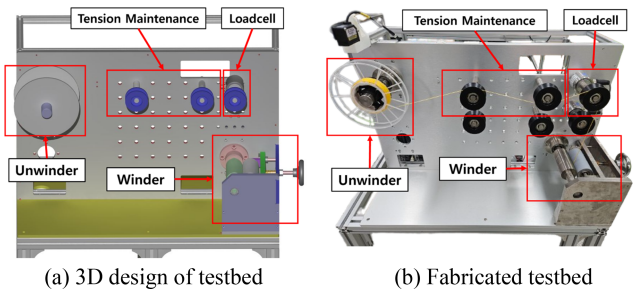 Tension Maintenance
Loadcell
Unwinder
Winder
(a) 3D design of testbed
Tension Maintenance
Loadcell
Unwinder
Winder
(b) Fabricated testbed